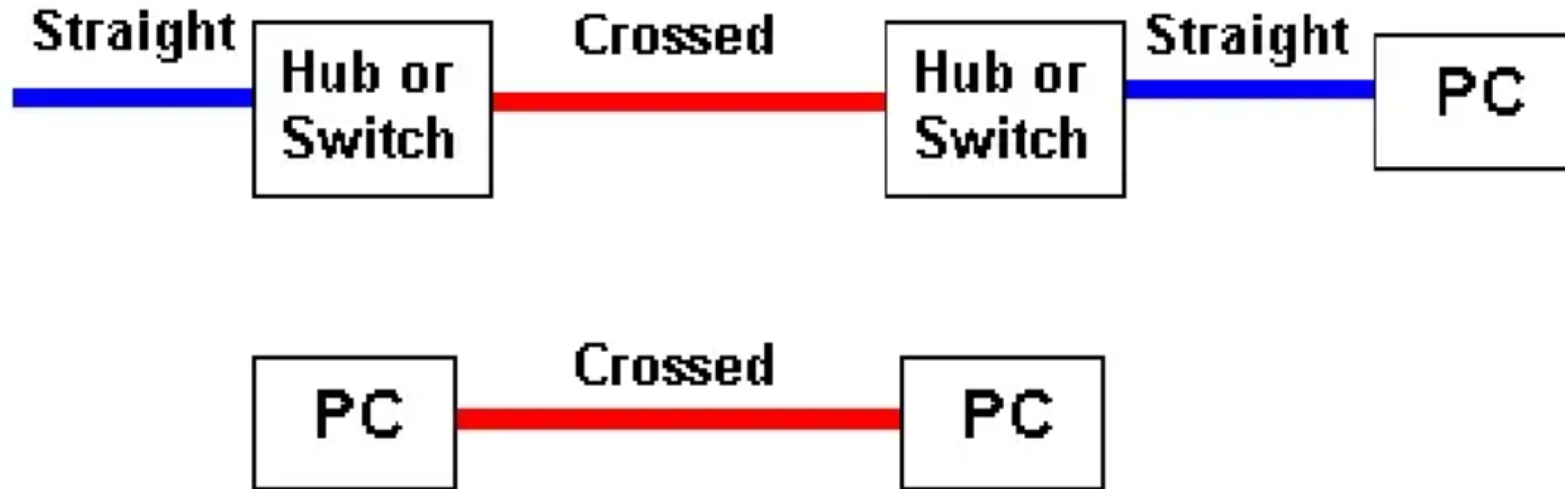 Straight
Hub or
Switch
Crossed
Hub or
Switch
Straight
PC
PC
Crossed
PC